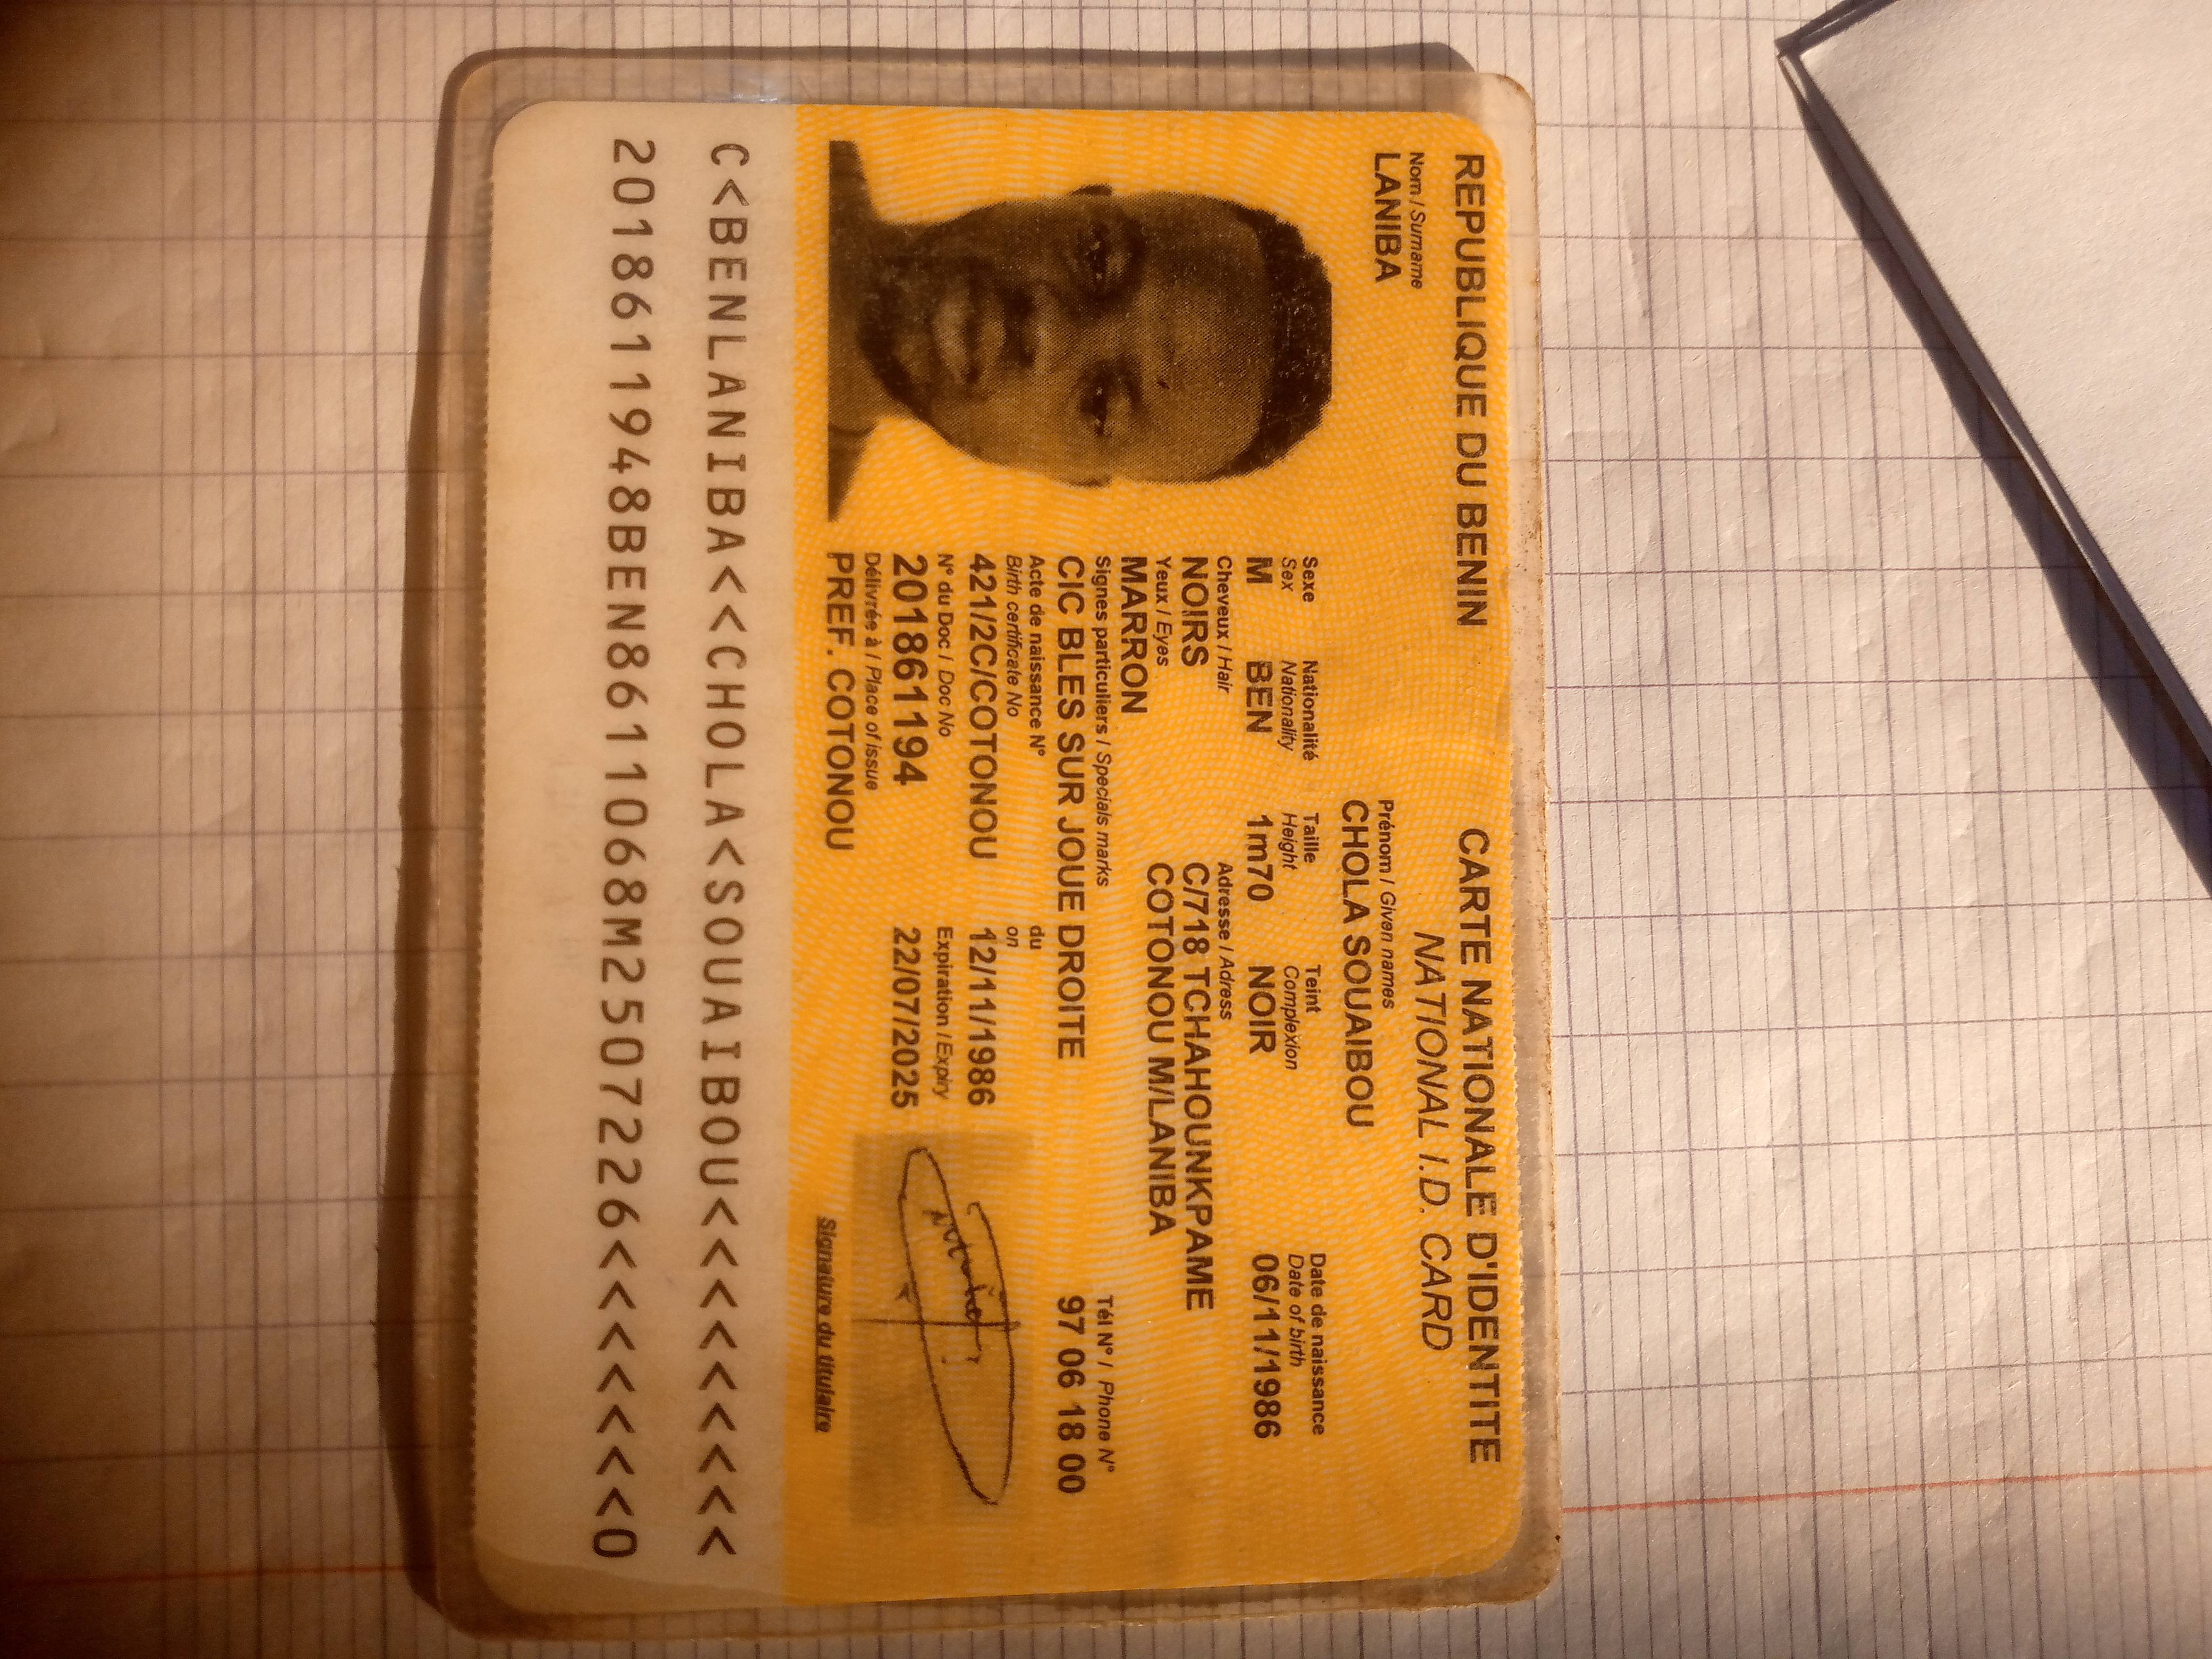 REPUBLIQUE DU BENIN
CARTE NATIONALE D'IDENTITE
NATIONAL I.D. CARD
Nom / Surname
LANIBA
Prénom / Given names
CHOLA SOUAIBOU
Sexe Nationalité Taille Teint Date de naissance
Sex Nationality Height Complexion Date of birth
M BEN 1m70 NOIR 06/11/1986
Cheveux / Hair Adresse / Adress
NOIRS C/718 TCHAHOUNKPAME
Yeux / Eyes COTONOU M/LANIBA
MARRON
Signes particuliers / Specials marks Tél N° / Phone N°
CIC BLES SUR JOUE DROITE 97 06 18 00
Acte de naissance N° du
Birth certificate No on
421/2C/COTONOU 12/11/1986
N° du Doc / Doc No Expiration / Expiry
201861194 22/07/2025
Délivrée à / Place of issue
PREF. COTONOU
Signature du titulaire
C<BENLANIBA<<CHOLA<SOUAIBOU<<<<<<<<<
2018611948BEN8611068M2507226<<<<<<<0